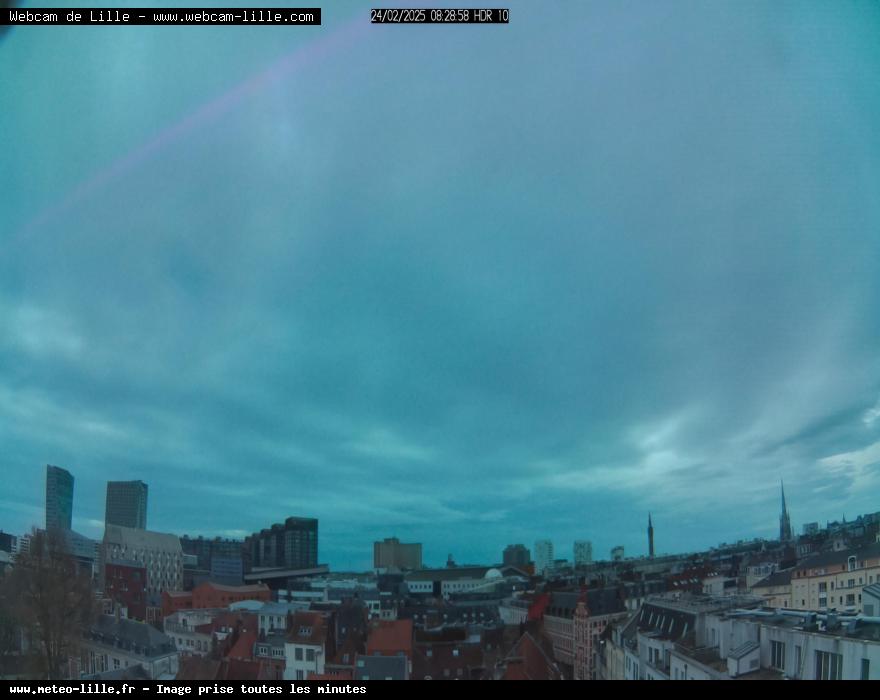 Webcam de Lille - www.webcam-lille.com
24/02/2025 08:28:58 HDR 10
www.meteo-lille.fr - Image prise toutes les minutes